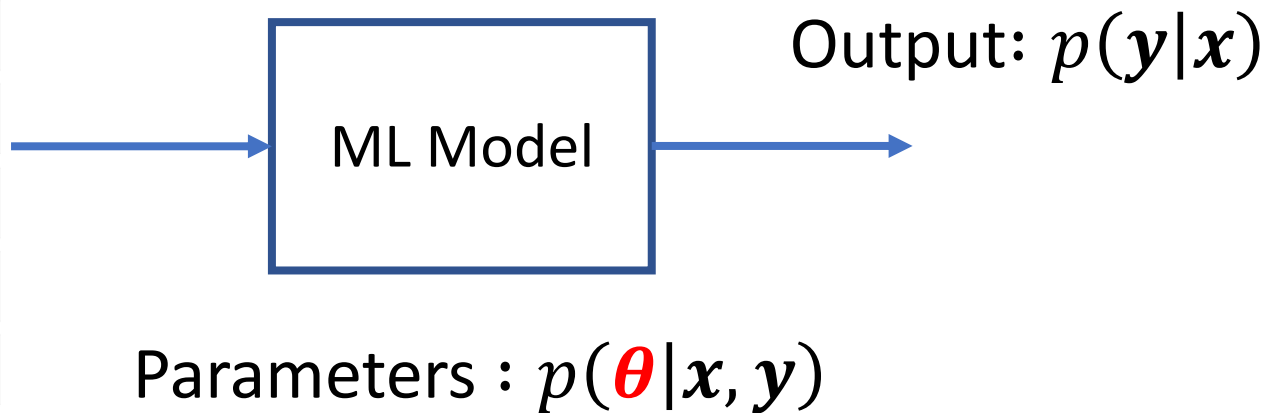 Output: p(y|x)
ML Model
Parameters : p(θ|x, y)